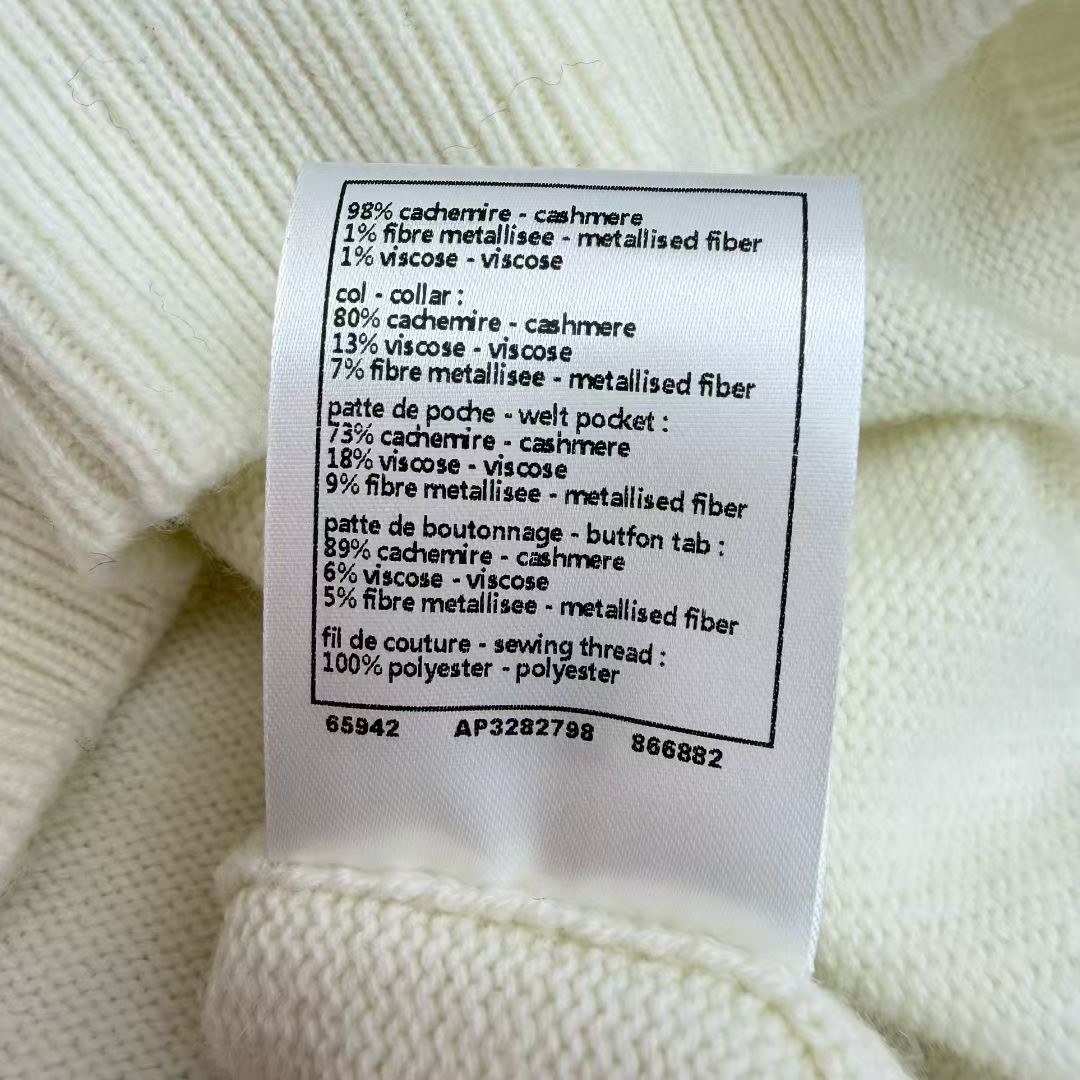 98% cachemire - cashmere
1% fibre metallisee - metallised fiber
1% viscose - viscose
col - collar :
80% cachemire - cashmere
13% viscose - viscose
7% fibre metallisee - metallised fiber
patte de poche - welt pocket :
73% cachemire - cashmere
18% viscose - viscose
9% fibre metallisee - metallised fiber
patte de boutonnage - butfon tab :
89% cachemire - cashmere
6% viscose - viscose
5% fibre metallisee - metallised fiber
fil de couture - sewing thread :
100% polyester - polyester
65942 AP3282798 866882